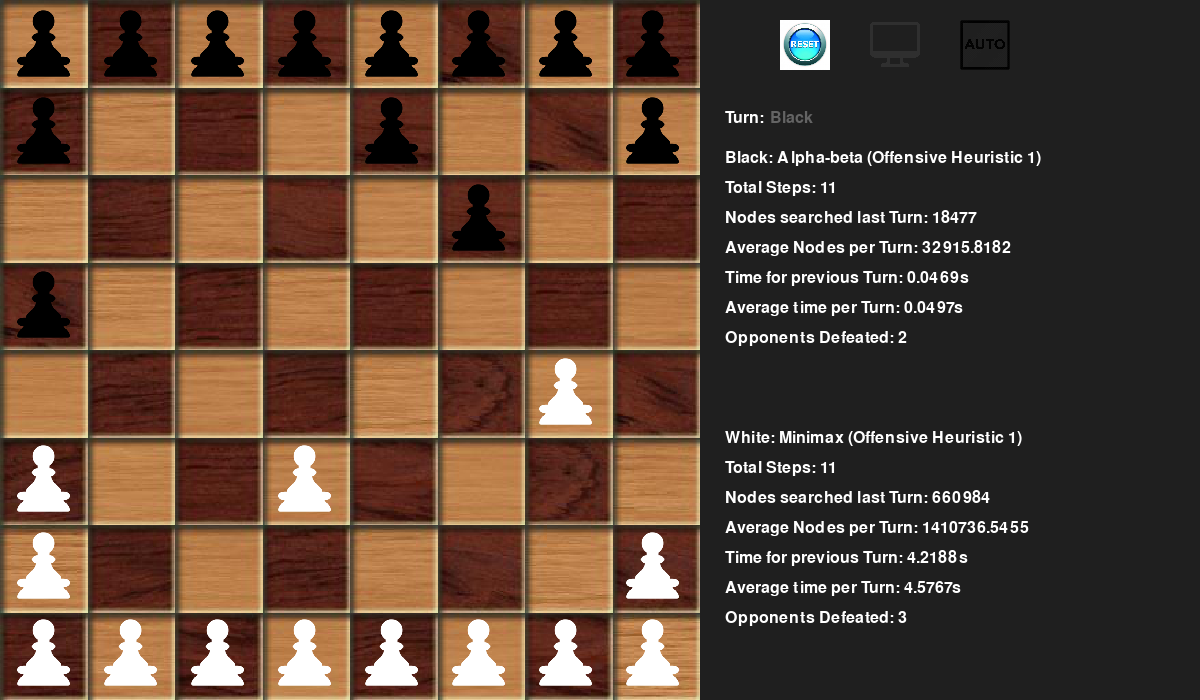 RESET
AUTO
Turn: Black
Black: Alpha-beta (Offensive Heuristic 1)
Total Steps: 11
Nodes searched last Turn: 18477
Average Nodes per Turn: 32915.8182
Time for previous Turn: 0.0469s
Average time per Turn: 0.0497s
Opponents Defeated: 2
White: Minimax (Offensive Heuristic 1)
Total Steps: 11
Nodes searched last Turn: 660984
Average Nodes per Turn: 1410736.5455
Time for previous Turn: 4.2188s
Average time per Turn: 4.5767s
Opponents Defeated: 3